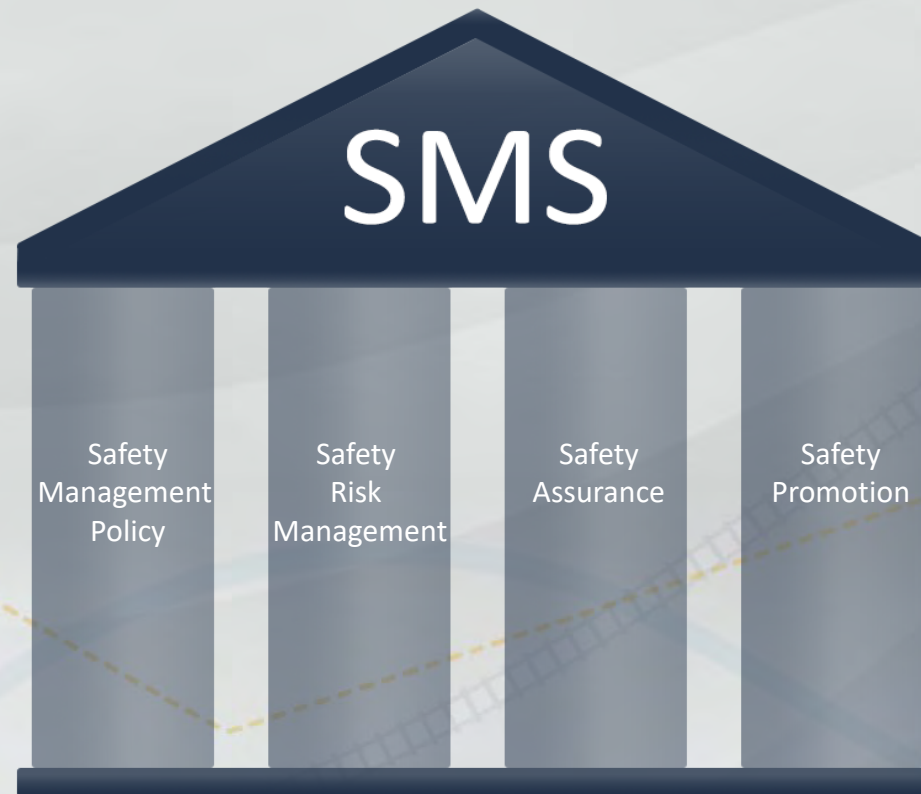 SMS
Safety
Management
Policy
Safety
Risk
Management
Safety
Assurance
Safety
Promotion